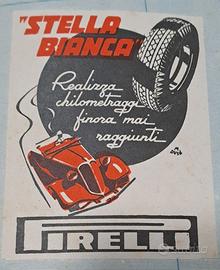 "STELLA
BIANCA"
Realizza
chilometraggi
finora mai
raggiunti
PIRELLI